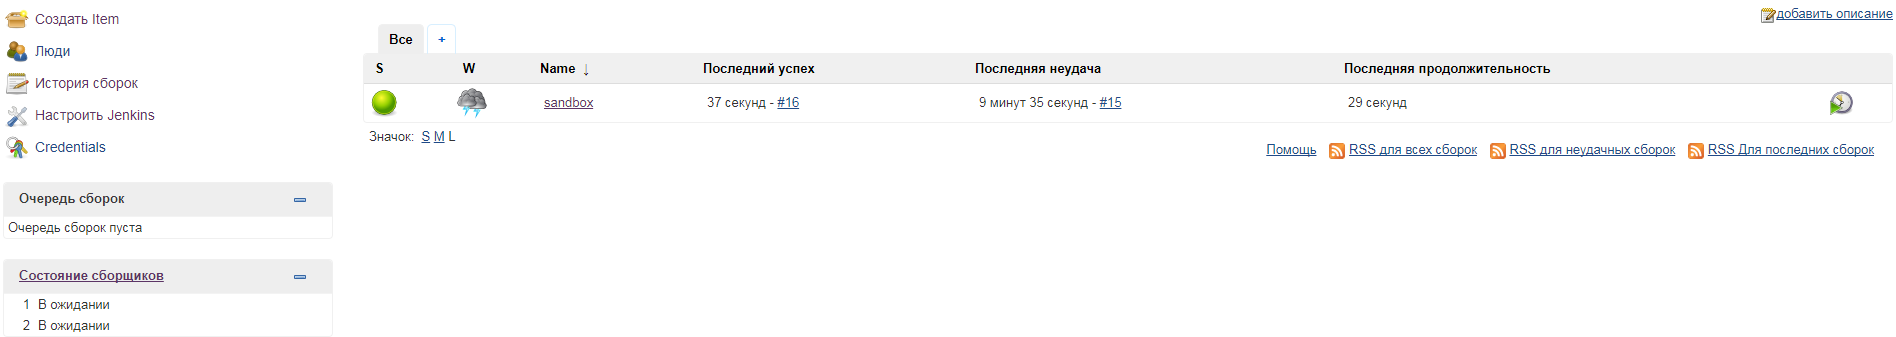 Создать Item
Люди
История сборок
Настроить Jenkins
Credentials
Очередь сборок
Очередь сборок пуста
Состояние сборщиков
1 В ожидании
2 В ожидании
добавить описание
Все +
S W Name ↓ Последний успех Последняя неудача Последняя продолжительность
sandbox 37 секунд - #16 9 минут 35 секунд - #15 29 секунд
Значок: S M L
Помощь RSS для всех сборок RSS для неудачных сборок RSS Для последних сборок